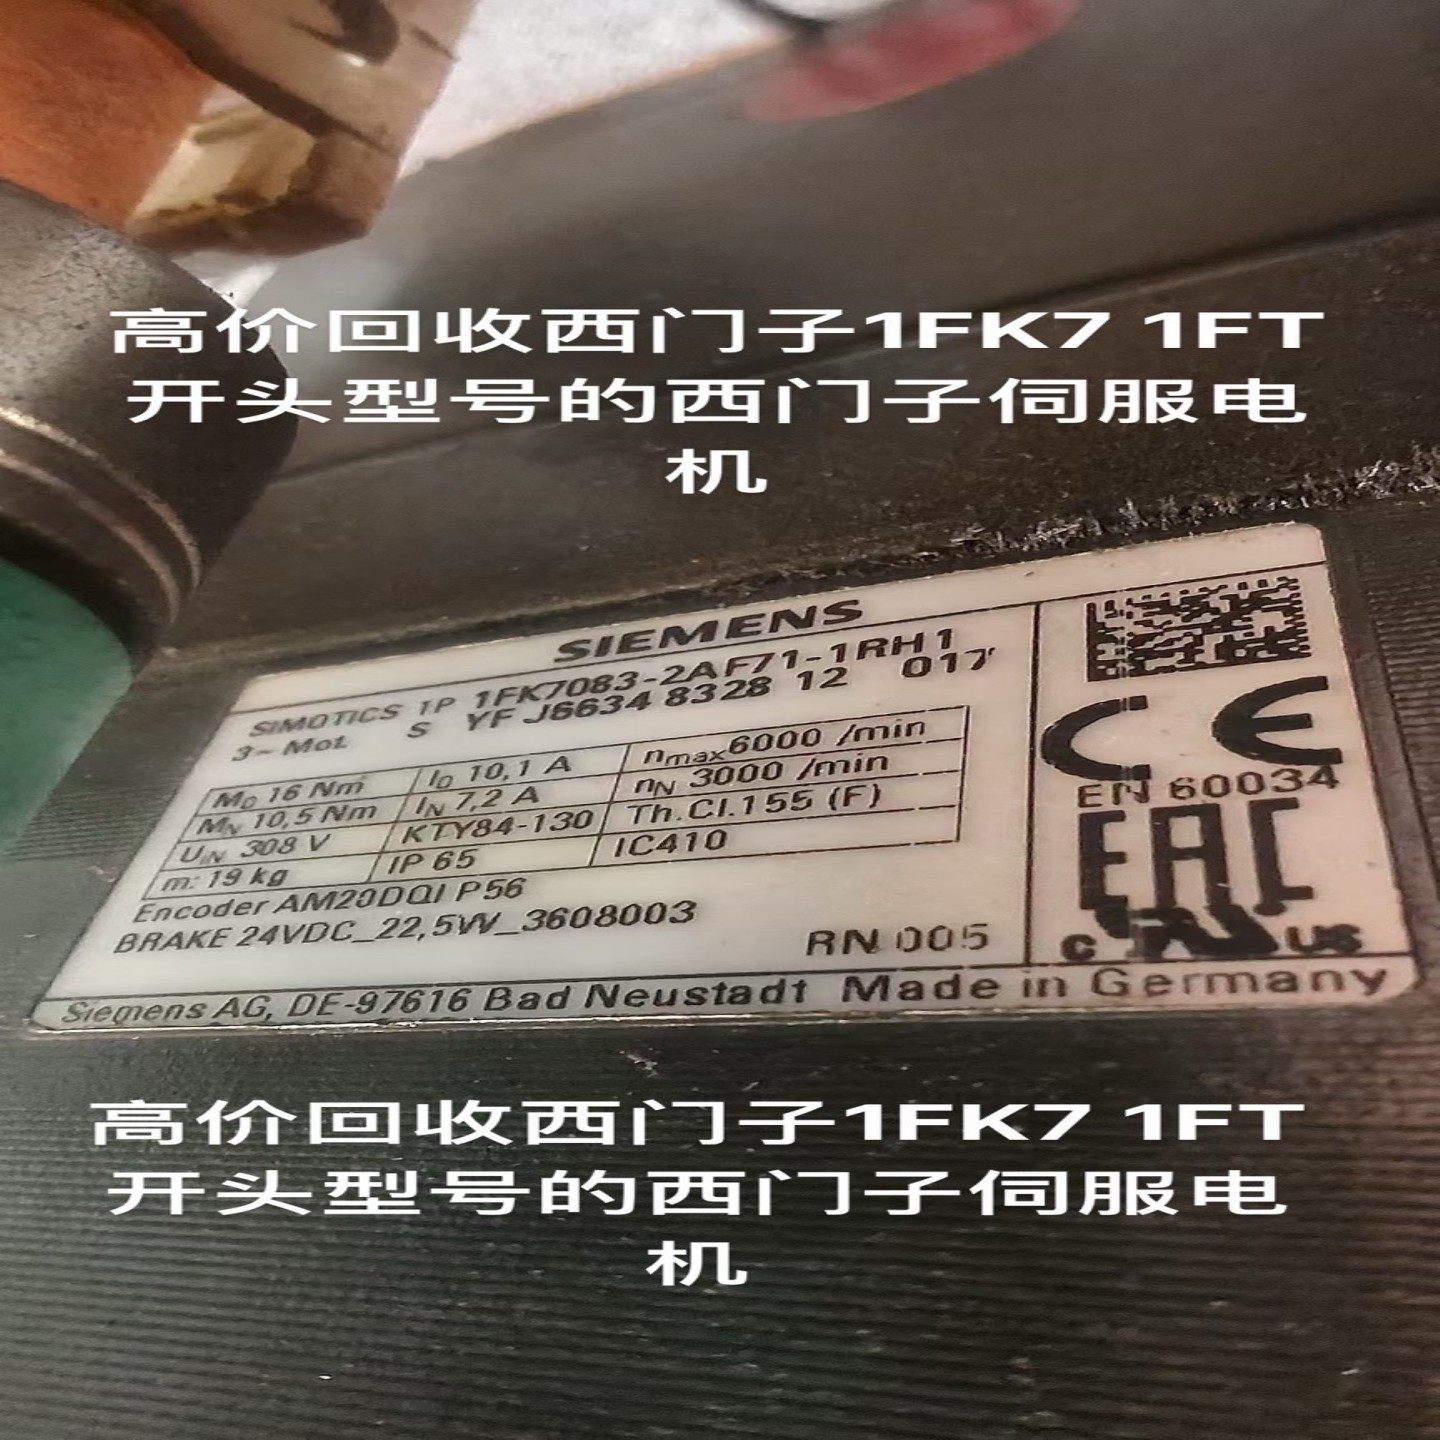 高价回收西门子1FK7 1FT
开头型号的西门子伺服电
机
SIEMENS
SIMOTICS 1P 1FK7083-2AF71-1RH1
3~ Mot. S YF J6634 8328 12 017
M0 16 Nm I0 10,1 A nmax 6000 /min
MN 10,5 Nm IN 7,2 A nN 3000 /min
UIN 308 V KTY84-130 Th.Cl.155 (F)
m: 19 kg IP 65 IC410
Encoder AM20DQI P56
BRAKE 24VDC_22,5W_3608003
RN 005
CE
EN 60034
EAC
c US
Siemens AG, DE-97616 Bad Neustadt Made in Germany
高价回收西门子1FK7 1FT
开头型号的西门子伺服电
机